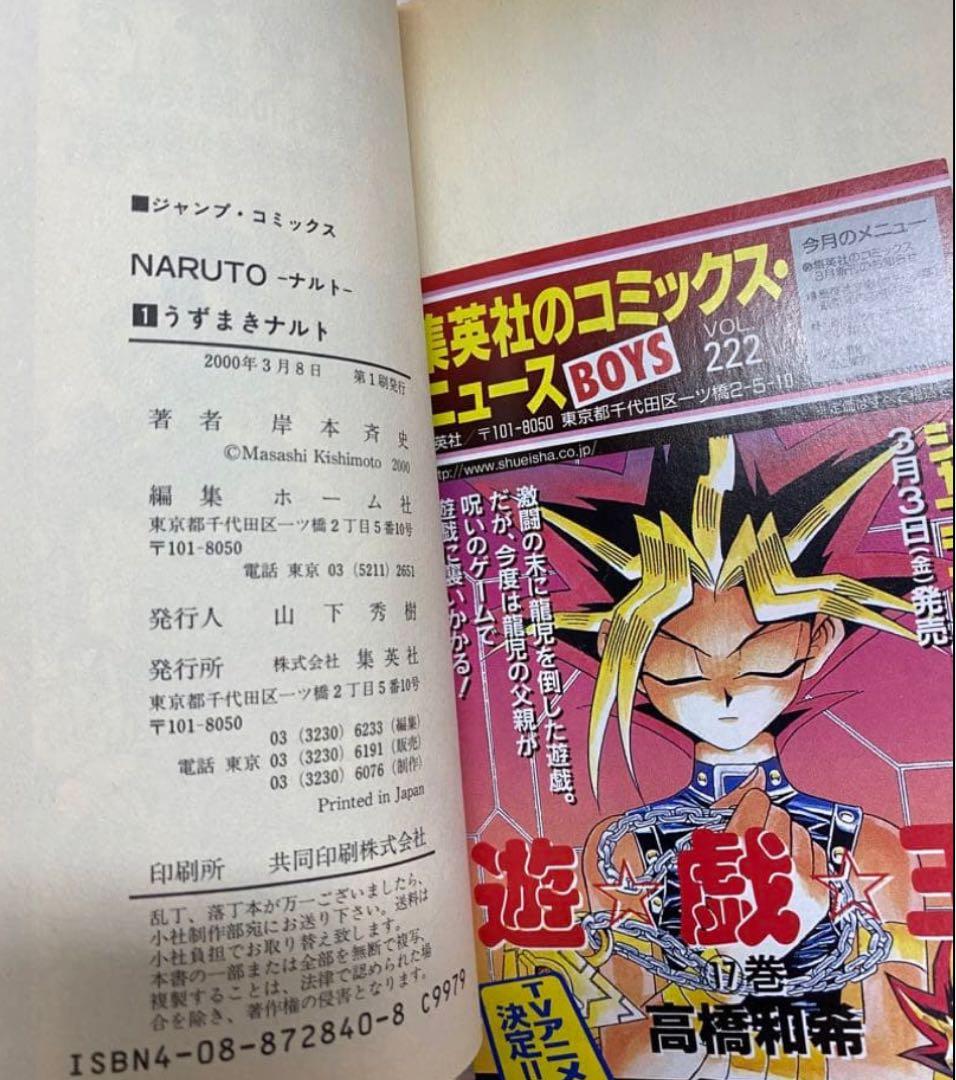 ■ジャンプ・コミックス
NARUTO -ナルト-
1うずまきナルト
2000年3月8日 第1刷発行
著者 岸本斉史
©Masashi Kishimoto 2000
編集 ホーム社
東京都千代田区一ツ橋2丁目5番10号
〒101-8050
電話 東京 03 (5211) 2651
発行人 山下秀樹
発行所 株式会社 集英社
東京都千代田区一ツ橋2丁目5番10号
〒101-8050
03 (3230) 6233 (編集)
電話 東京 03 (3230) 6191 (販売)
03 (3230) 6076 (制作)
Printed in Japan
印刷所 共同印刷株式会社
乱丁、落丁本が万一ございましたら、
小社制作部宛にお送り下さい。送料は
小社負担でお取り替え致します。
本書の一部または全部を無断で複写、
複製することは、法律で認められた場
合を除き、著作権の侵害となります。
ISBN4-08-872840-8 C9979
集英社のコミックス・
ニュース BOYS VOL. 222
今月のメニュー
集英社のコミックス
英社/〒101-8050 東京都千代田区一ツ橋2-5-10
ttp://www.shueisha.co.jp/
3月3日(金)発売
激闘の末に龍児を倒した遊戯。
だが、今度は龍児の父親が
呪いのゲームで
遊戯に襲いかかる!
遊☆戯☆王
17巻
高橋和希
TVアニメ
決定!!